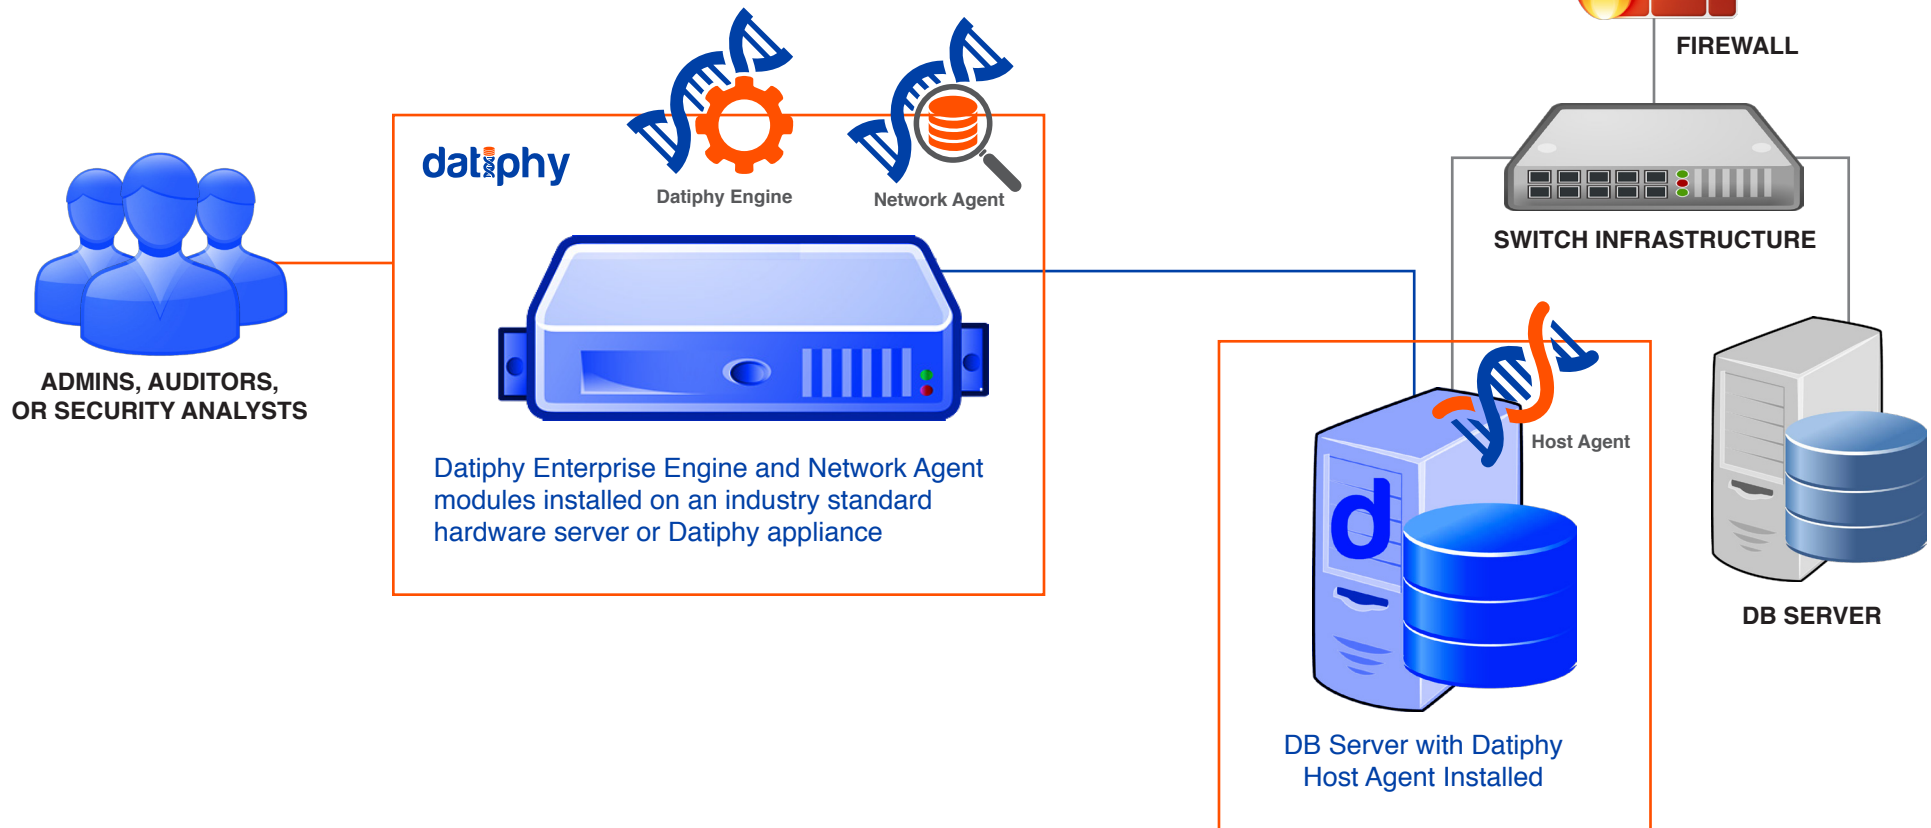 FIREWALL
datiphy
Datiphy Engine
Network Agent
SWITCH INFRASTRUCTURE
ADMINS, AUDITORS,
OR SECURITY ANALYSTS
Host Agent
Datiphy Enterprise Engine and Network Agent
modules installed on an industry standard
hardware server or Datiphy appliance
d
DB SERVER
DB Server with Datiphy
Host Agent Installed